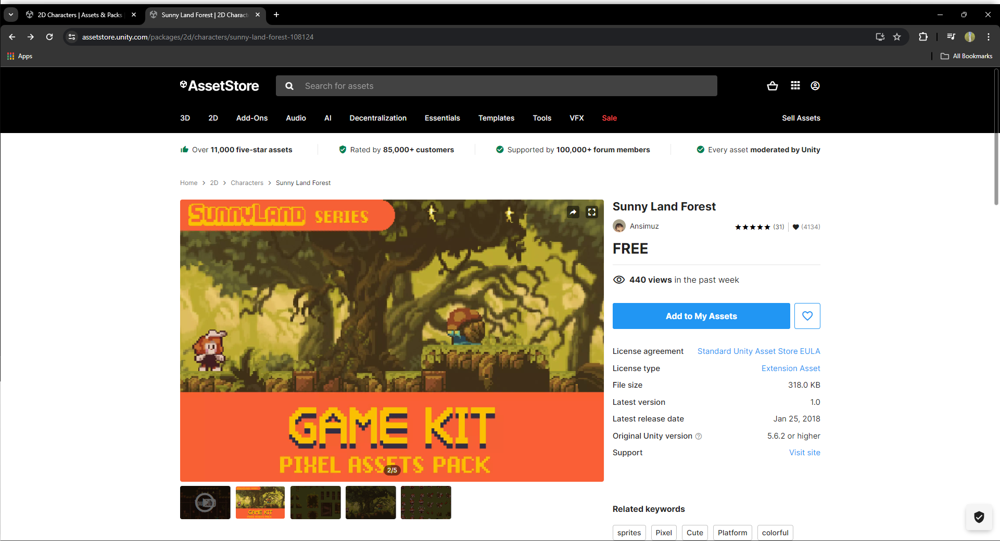 2D Characters | Assets & Packs
Sunny Land Forest | 2D Charact
assetstore.unity.com/packages/2d/characters/sunny-land-forest-108124
Apps
All Bookmarks
AssetStore
Search for assets
3D 2D Add-Ons Audio AI Decentralization Essentials Templates Tools VFX Sale Sell Assets
Over 11,000 five-star assets
Rated by 85,000+ customers
Supported by 100,000+ forum members
Every asset moderated by Unity
Home > 2D > Characters > Sunny Land Forest
SUNNYLAND SERIES
GAME KIT
PIXEL ASSETS PACK
2/5
YouTube
GAME KIT
PIXEL ASSETS PACK
Sunny Land Forest
Ansimuz
(31)
(4134)
FREE
440 views in the past week
Add to My Assets
License agreement Standard Unity Asset Store EULA
License type Extension Asset
File size 318.0 KB
Latest version 1.0
Latest release date Jan 25, 2018
Original Unity version 5.6.2 or higher
Support Visit site
Related keywords
sprites Pixel Cute Platform colorful